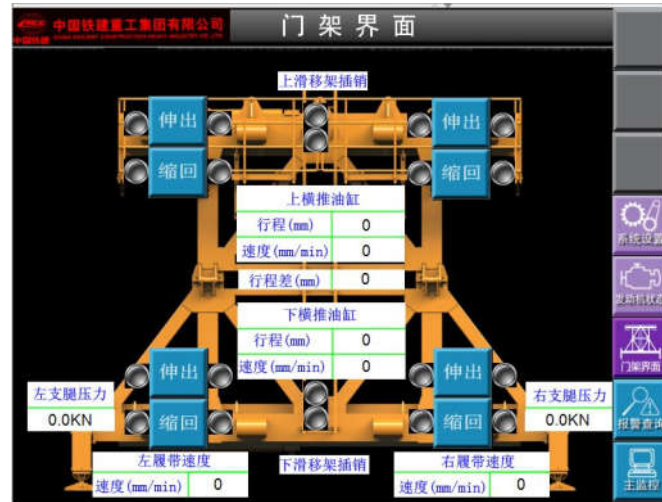 中国铁建
中国铁建重工集团有限公司
门架界面
上滑移架插销
伸出
伸出
缩回
缩回
上横推油缸
行程(mm) 0
速度(mm/min) 0
行程差(mm) 0
下横推油缸
行程(mm) 0
速度(mm/min) 0
伸出
伸出
左支腿压力
0.0KN
右支腿压力
0.0KN
缩回
缩回
左履带速度
速度(mm/min) 0
下滑移架插销
右履带速度
速度(mm/min) 0
系统设置
发动机状态
门架界面
报警查询
主监控